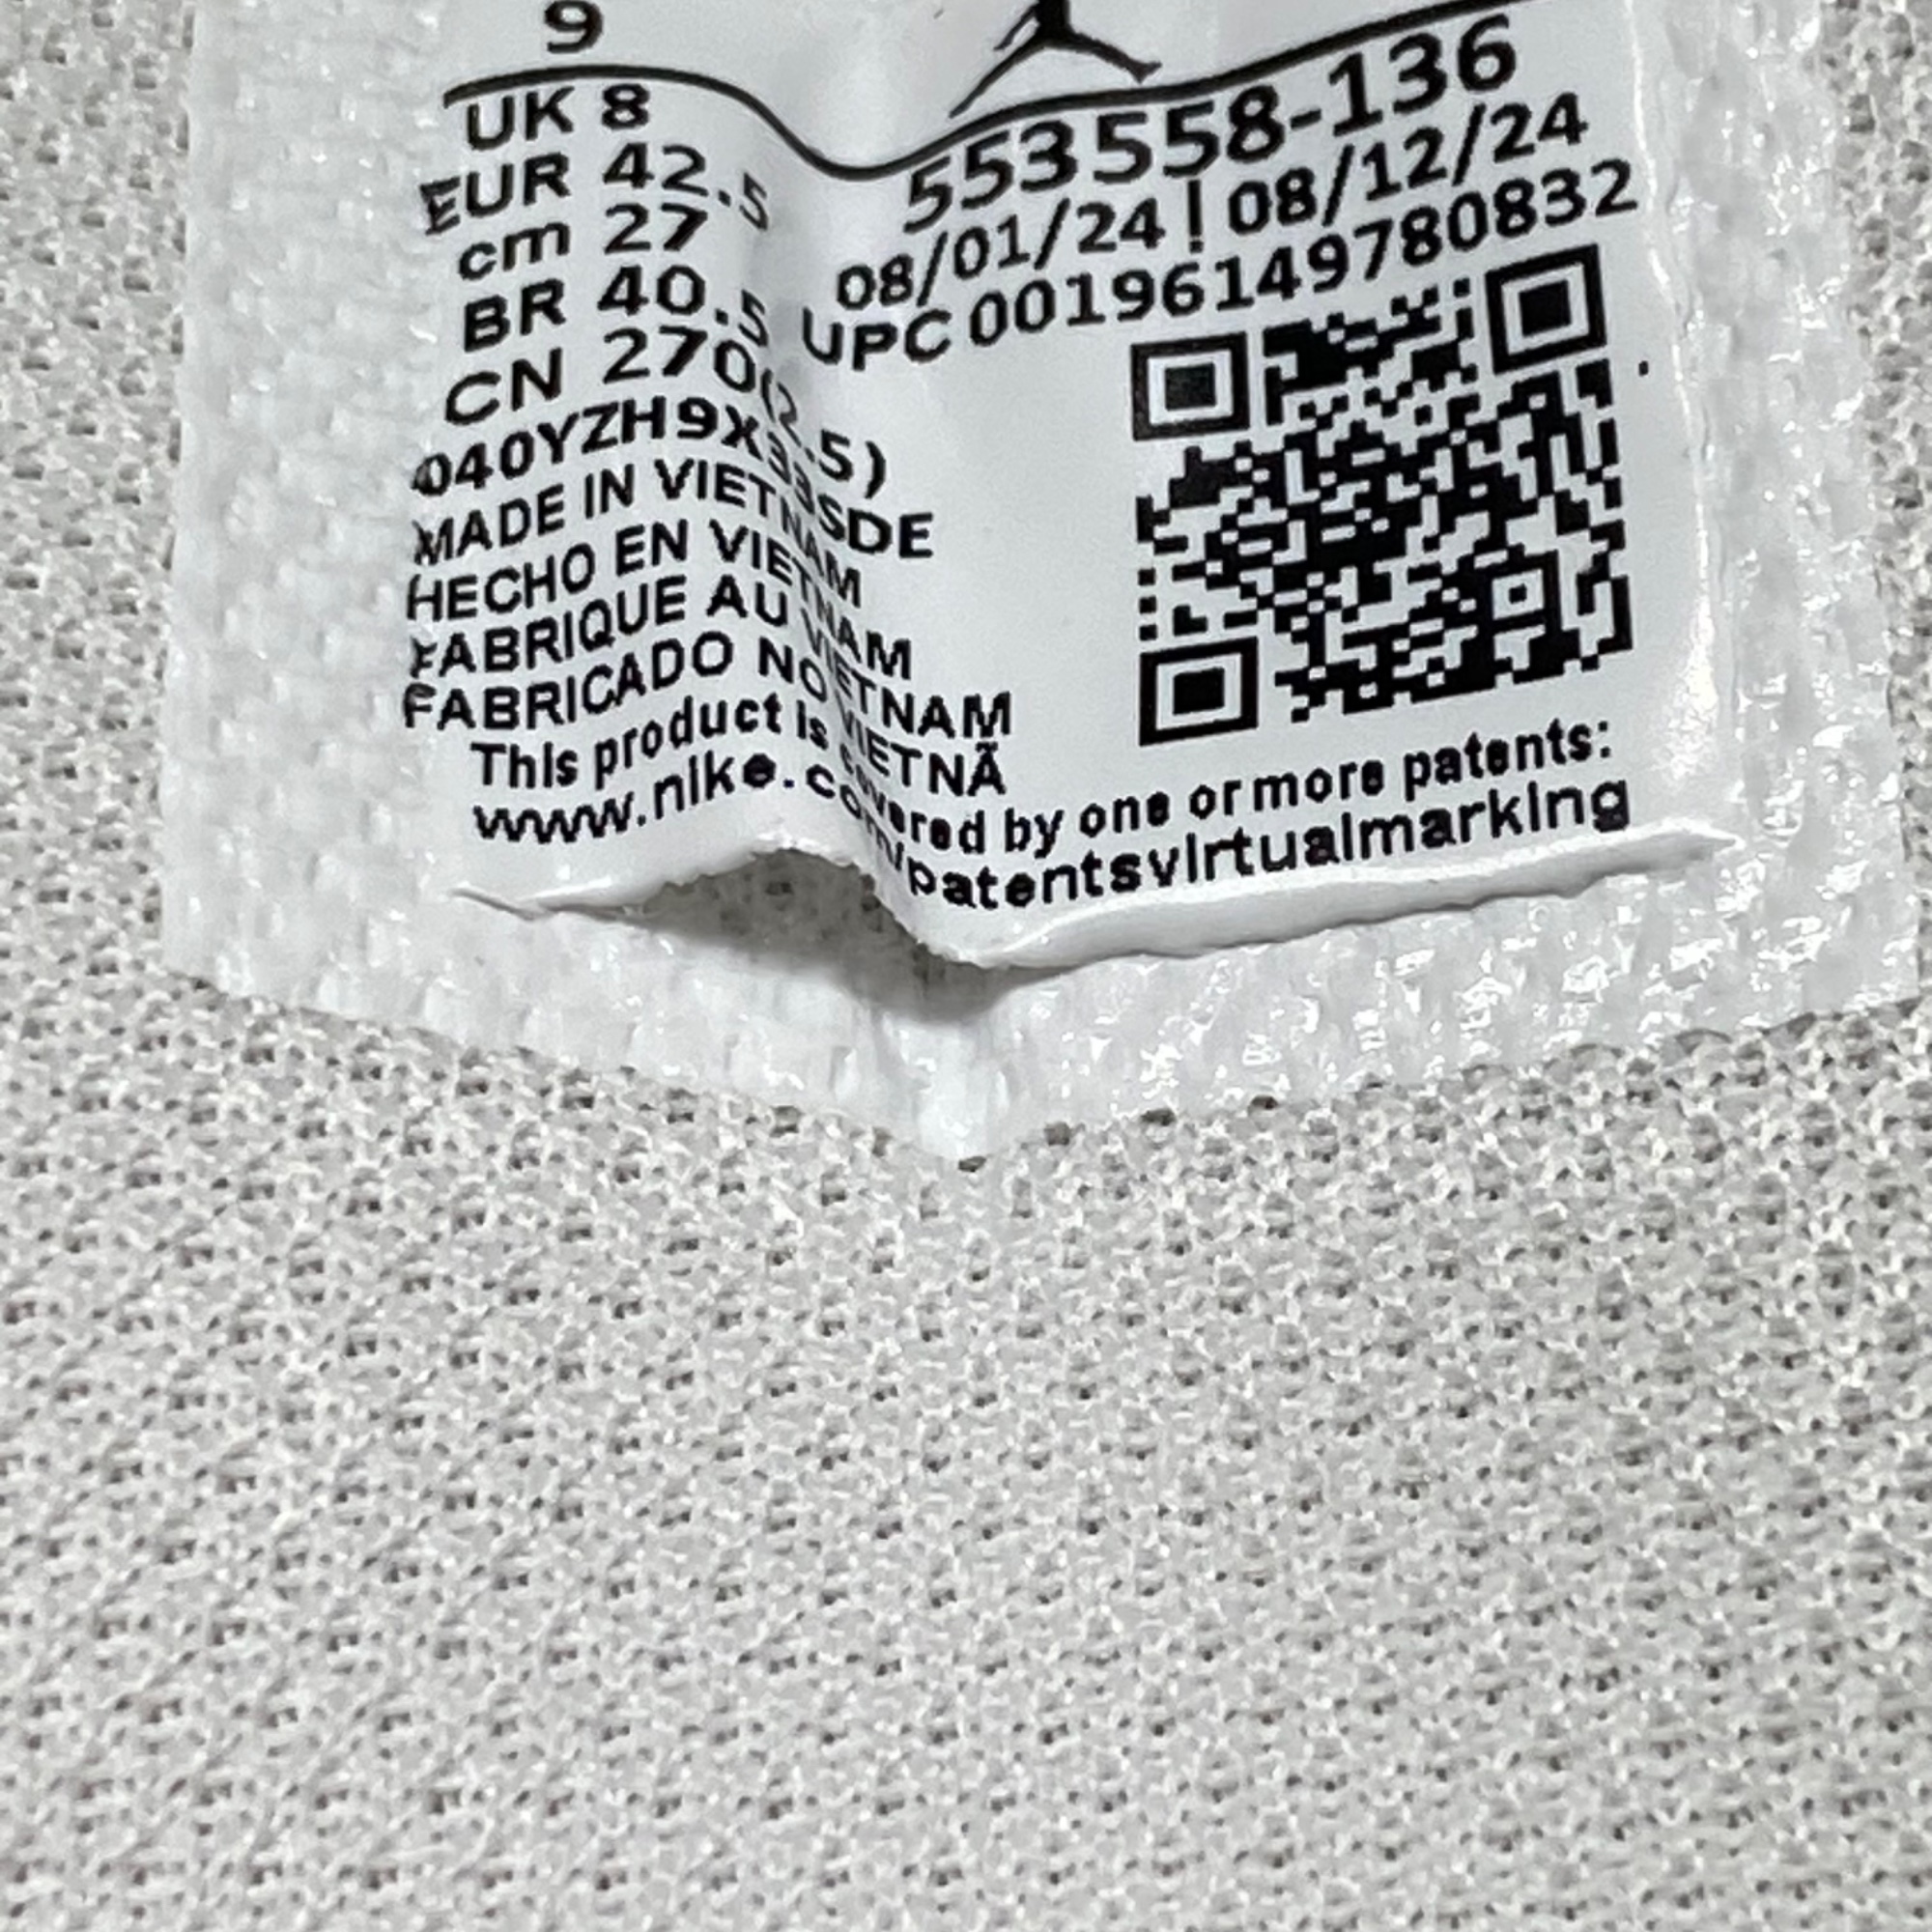 9
UK 8
EUR 42.5
cm 27
BR 40.5
CN 270(2.5)
553558-136
08/01/24 | 08/12/24
UPC 00196149780832
040YZH9X33SDE
MADE IN VIETNAM
HECHO EN VIETNAM
FABRIQUE AU VIETNAM
FABRICADO NO VIETNÃ
This product is covered by one or more patents:
www.nike.com/patentsvirtualmarking